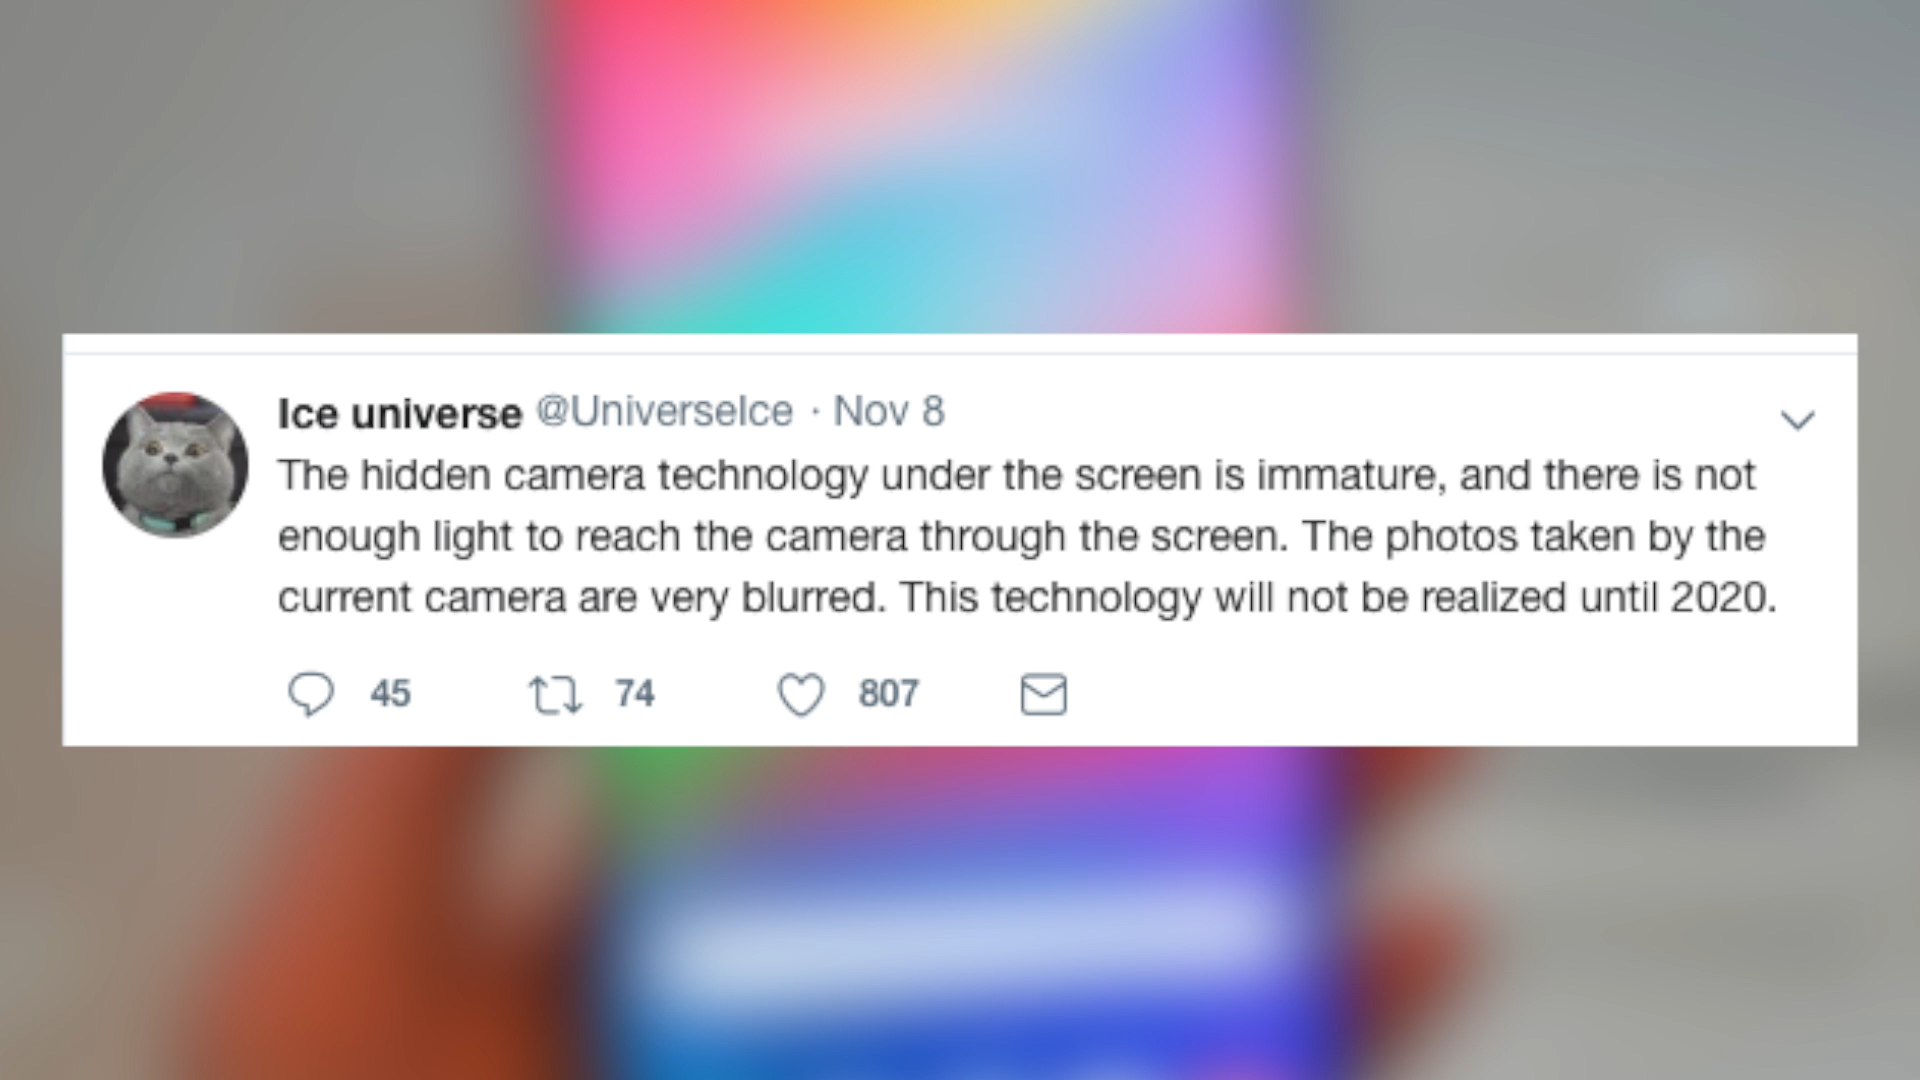 Ice universe @UniverseIce · Nov 8
The hidden camera technology under the screen is immature, and there is not
enough light to reach the camera through the screen. The photos taken by the
current camera are very blurred. This technology will not be realized until 2020.
45 74 807